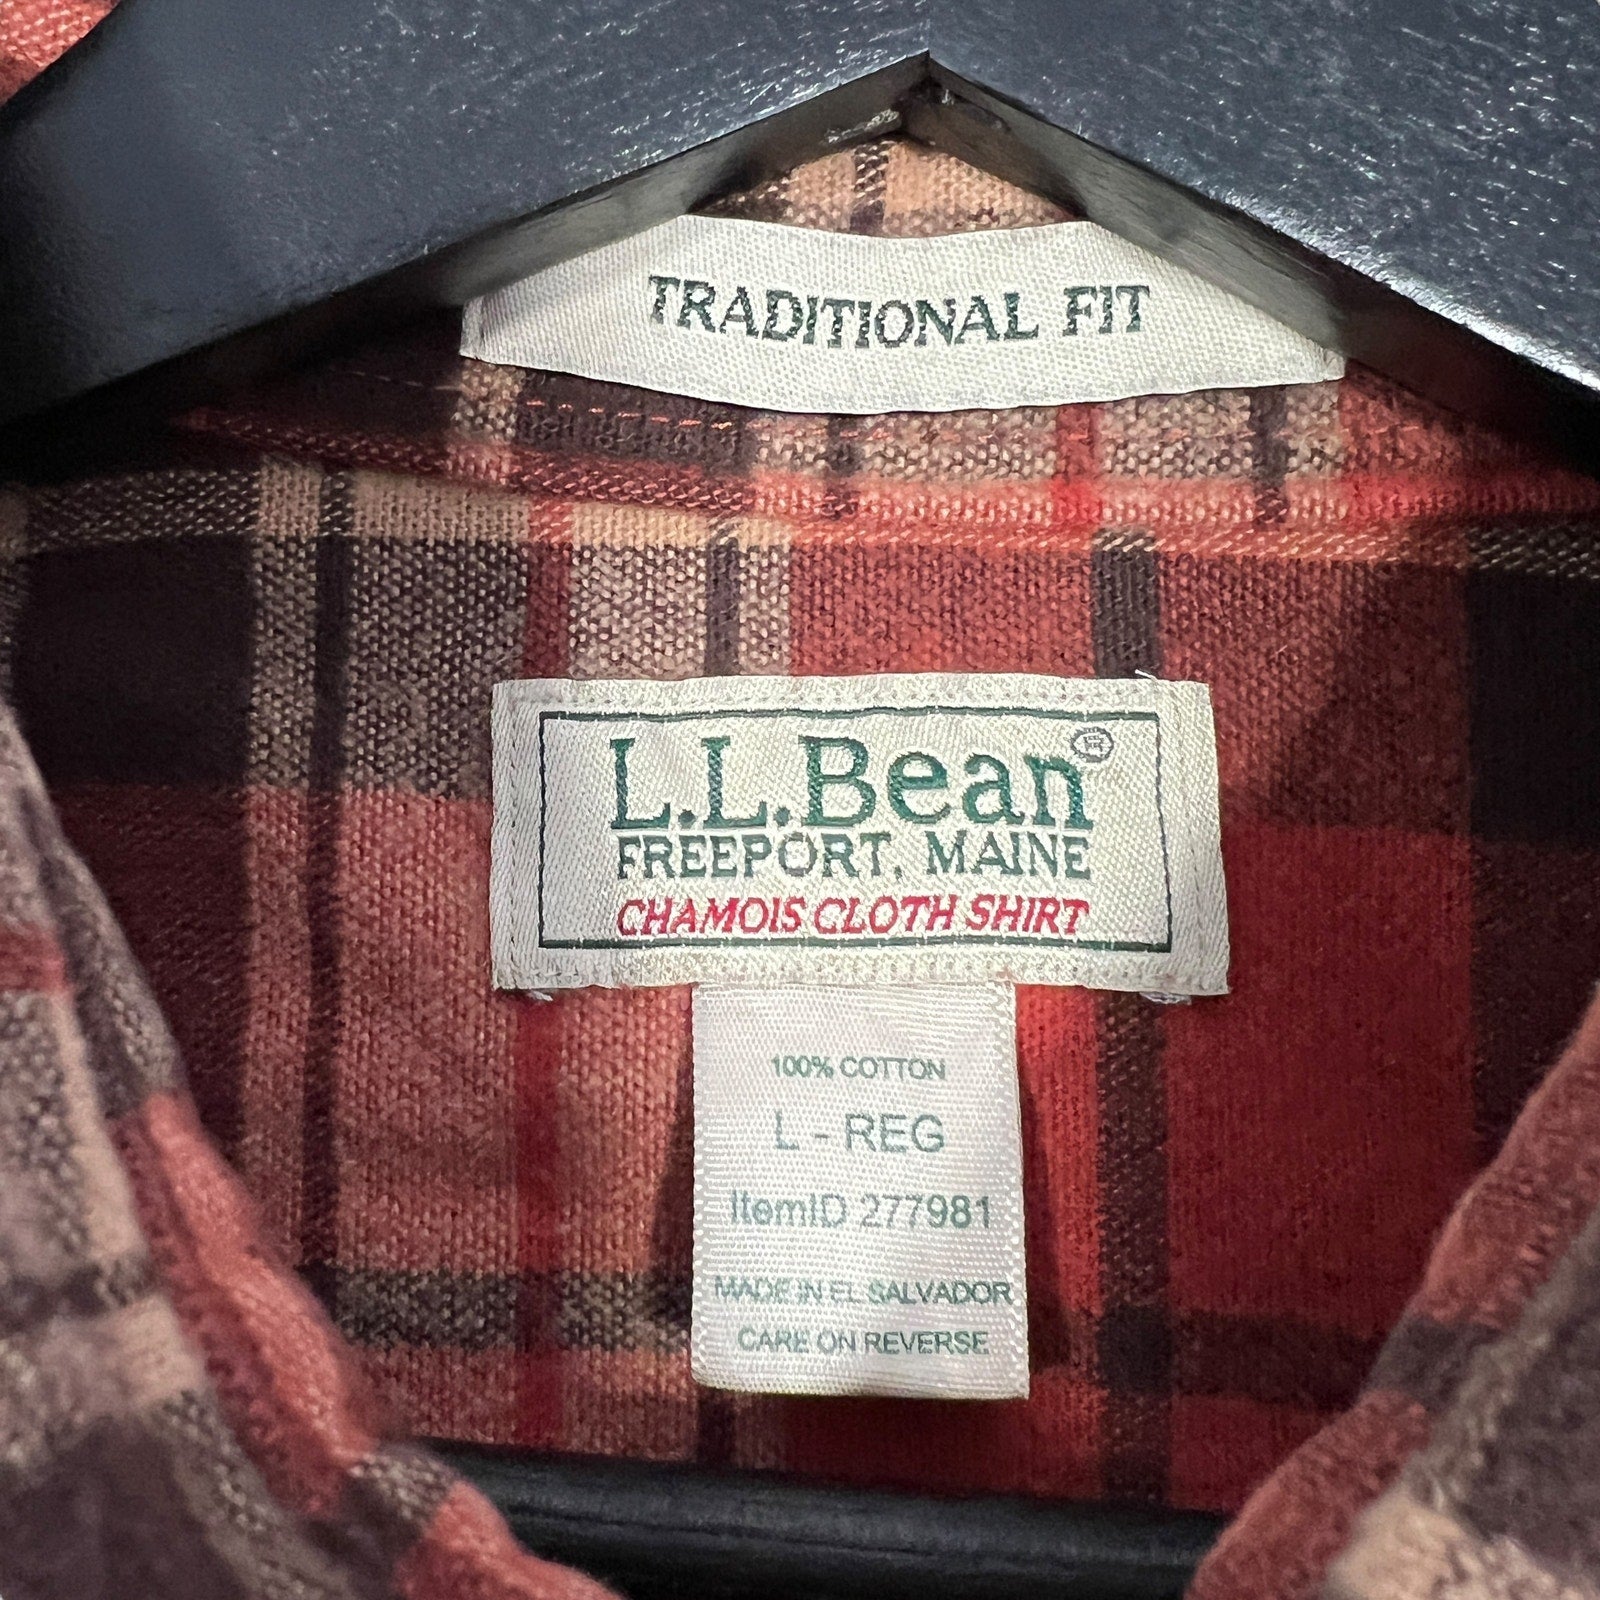 TRADITIONAL FIT
L.L.Bean®
FREEPORT, MAINE
CHAMOIS CLOTH SHIRT
100% COTTON
L - REG
ItemID 277981
MADE IN EL SALVADOR
CARE ON REVERSE